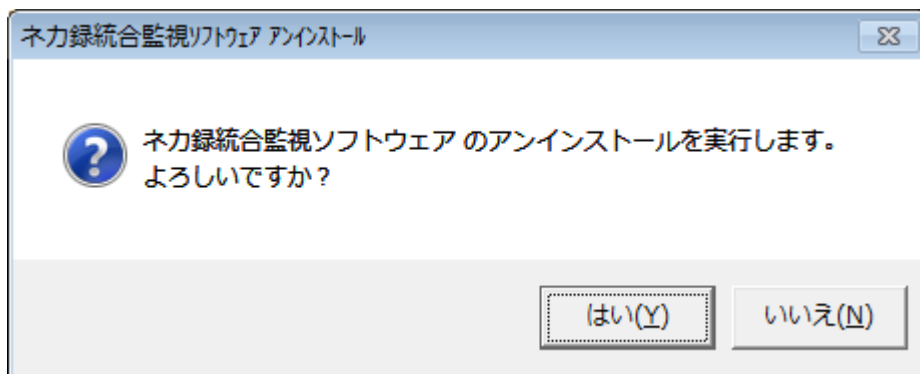 ネカ録統合監視ソフトウェア アンインストール
ネカ録統合監視ソフトウェア のアンインストールを実行します。
よろしいですか？
はい(Y)
いいえ(N)